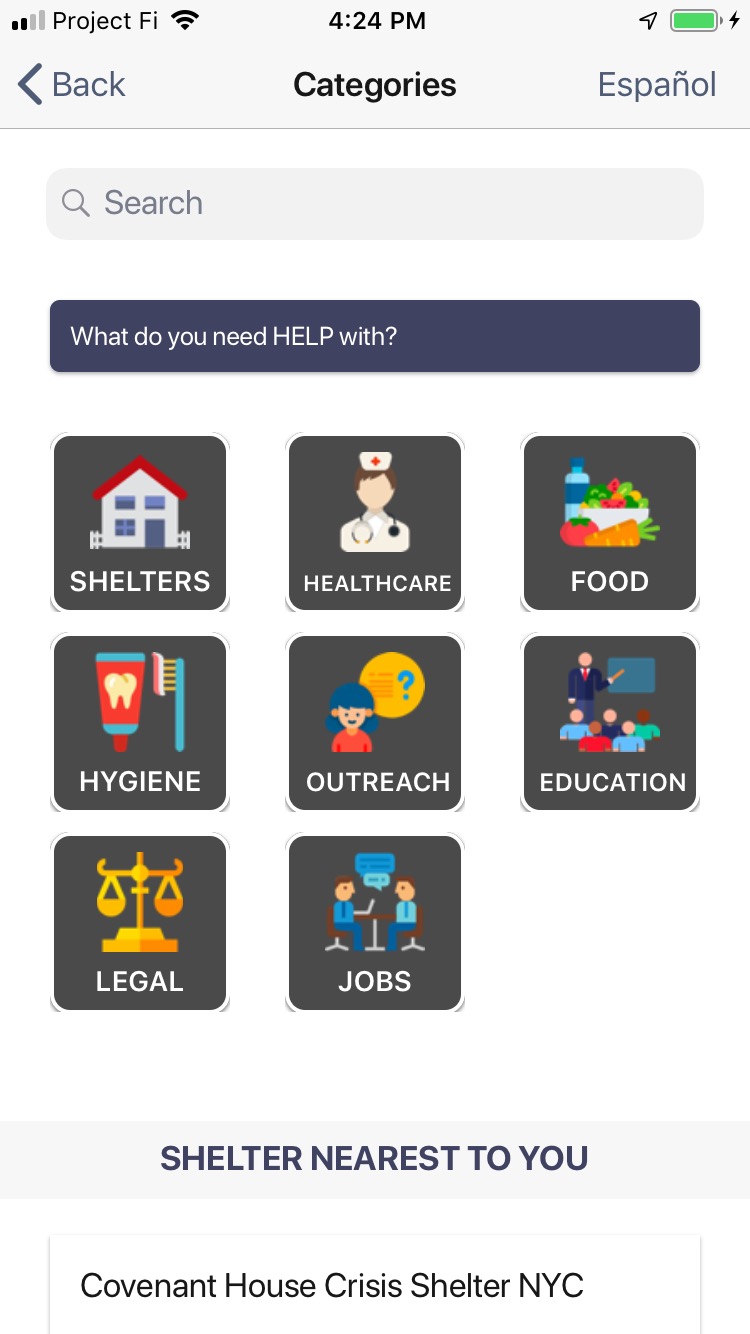 Project Fi 4:24 PM
Back Categories Español
Search
What do you need HELP with?
SHELTERS HEALTHCARE FOOD
?
HYGIENE OUTREACH EDUCATION
LEGAL JOBS
SHELTER NEAREST TO YOU
Covenant House Crisis Shelter NYC